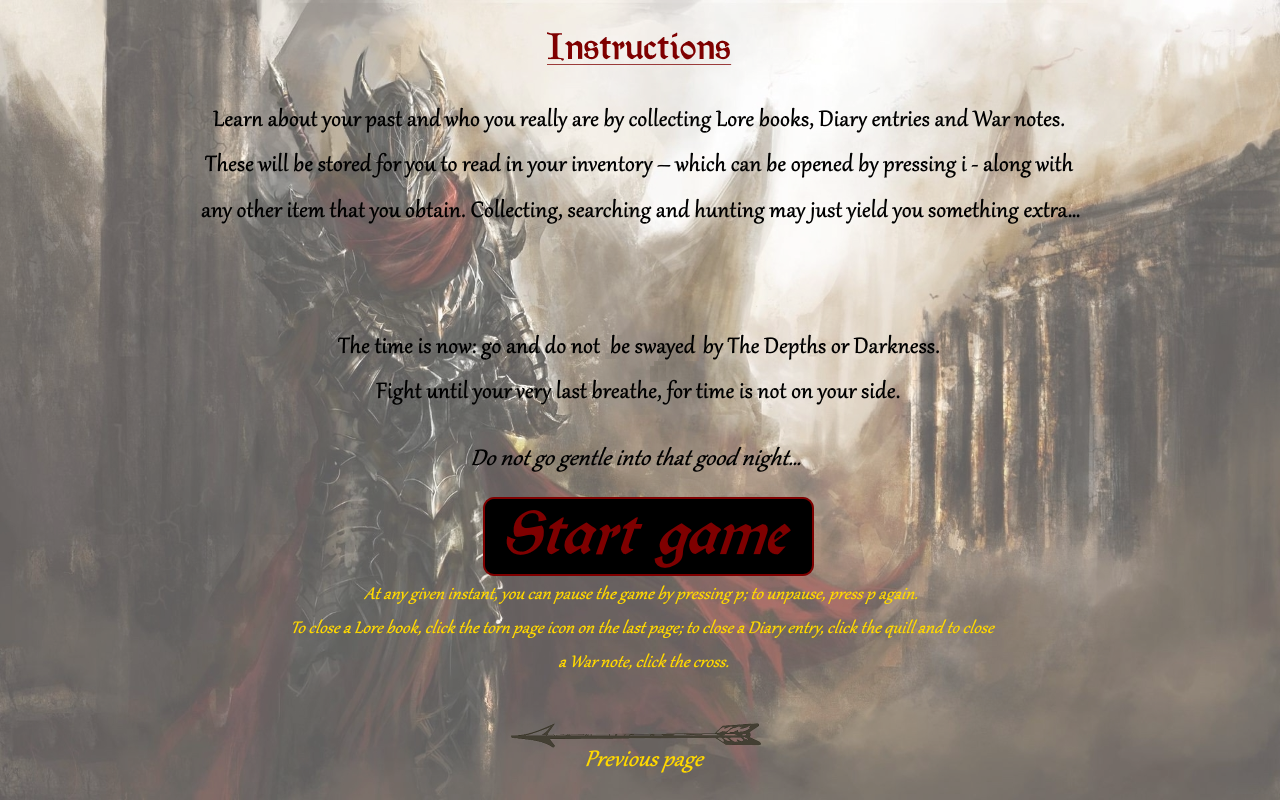 Instructions
Learn about your past and who you really are by collecting Lore books, Diary entries and War notes.
These will be stored for you to read in your inventory – which can be opened by pressing i - along with
any other item that you obtain. Collecting, searching and hunting may just yield you something extra...
The time is now: go and do not be swayed by The Depths or Darkness.
Fight until your very last breathe, for time is not on your side.
Do not go gentle into that good night...
Start game
At any given instant, you can pause the game by pressing p; to unpause, press p again.
To close a Lore book, click the torn page icon on the last page; to close a Diary entry, click the quill and to close
a War note, click the cross.
Previous page